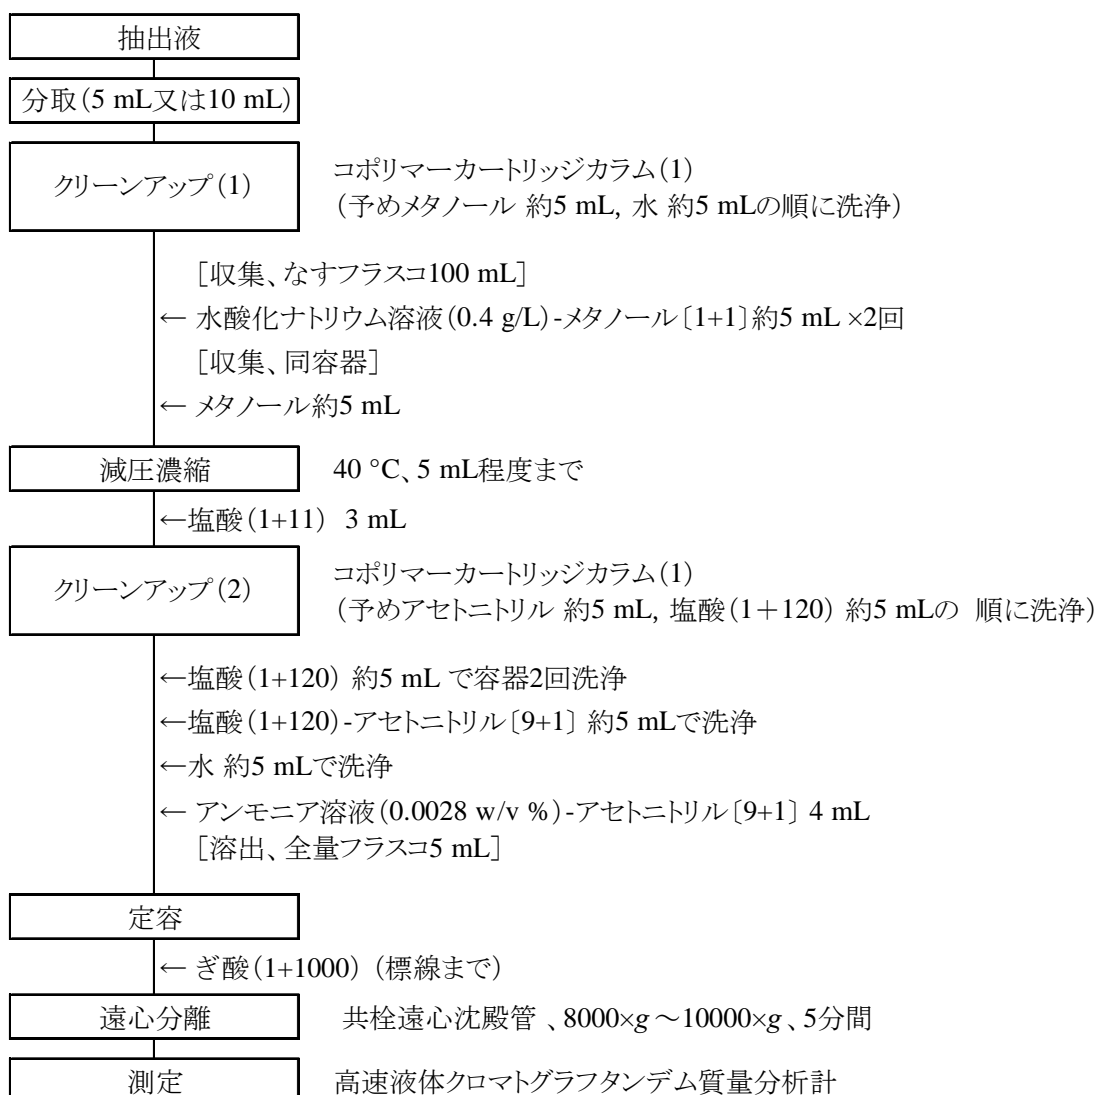 抽出液
分取（5 mL又は10 mL）
クリーンアップ（1）
コポリマーカートリッジカラム（1）
（予めメタノール 約5 mL, 水 約5 mLの順に洗浄）
［収集、なすフラスコ100 mL］
← 水酸化ナトリウム溶液（0.4 g/L）-メタノール〔1+1〕約5 mL ×2回
［収集、同容器］
← メタノール約5 mL
減圧濃縮
40 °C、5 mL程度まで
←塩酸（1+11） 3 mL
クリーンアップ（2）
コポリマーカートリッジカラム（1）
（予めアセトニトリル 約5 mL, 塩酸（1＋120） 約5 mLの 順に洗浄）
←塩酸（1+120） 約5 mL で容器2回洗浄
←塩酸（1+120）-アセトニトリル〔9+1〕 約5 mLで洗浄
←水 約5 mLで洗浄
← アンモニア溶液（0.0028 w/v %）-アセトニトリル〔9+1〕 4 mL
［溶出、全量フラスコ5 mL］
定容
← ぎ酸（1+1000）（標線まで）
遠心分離
共栓遠心沈殿管 、8000×g～10000×g、5分間
測定
高速液体クロマトグラフタンデム質量分析計